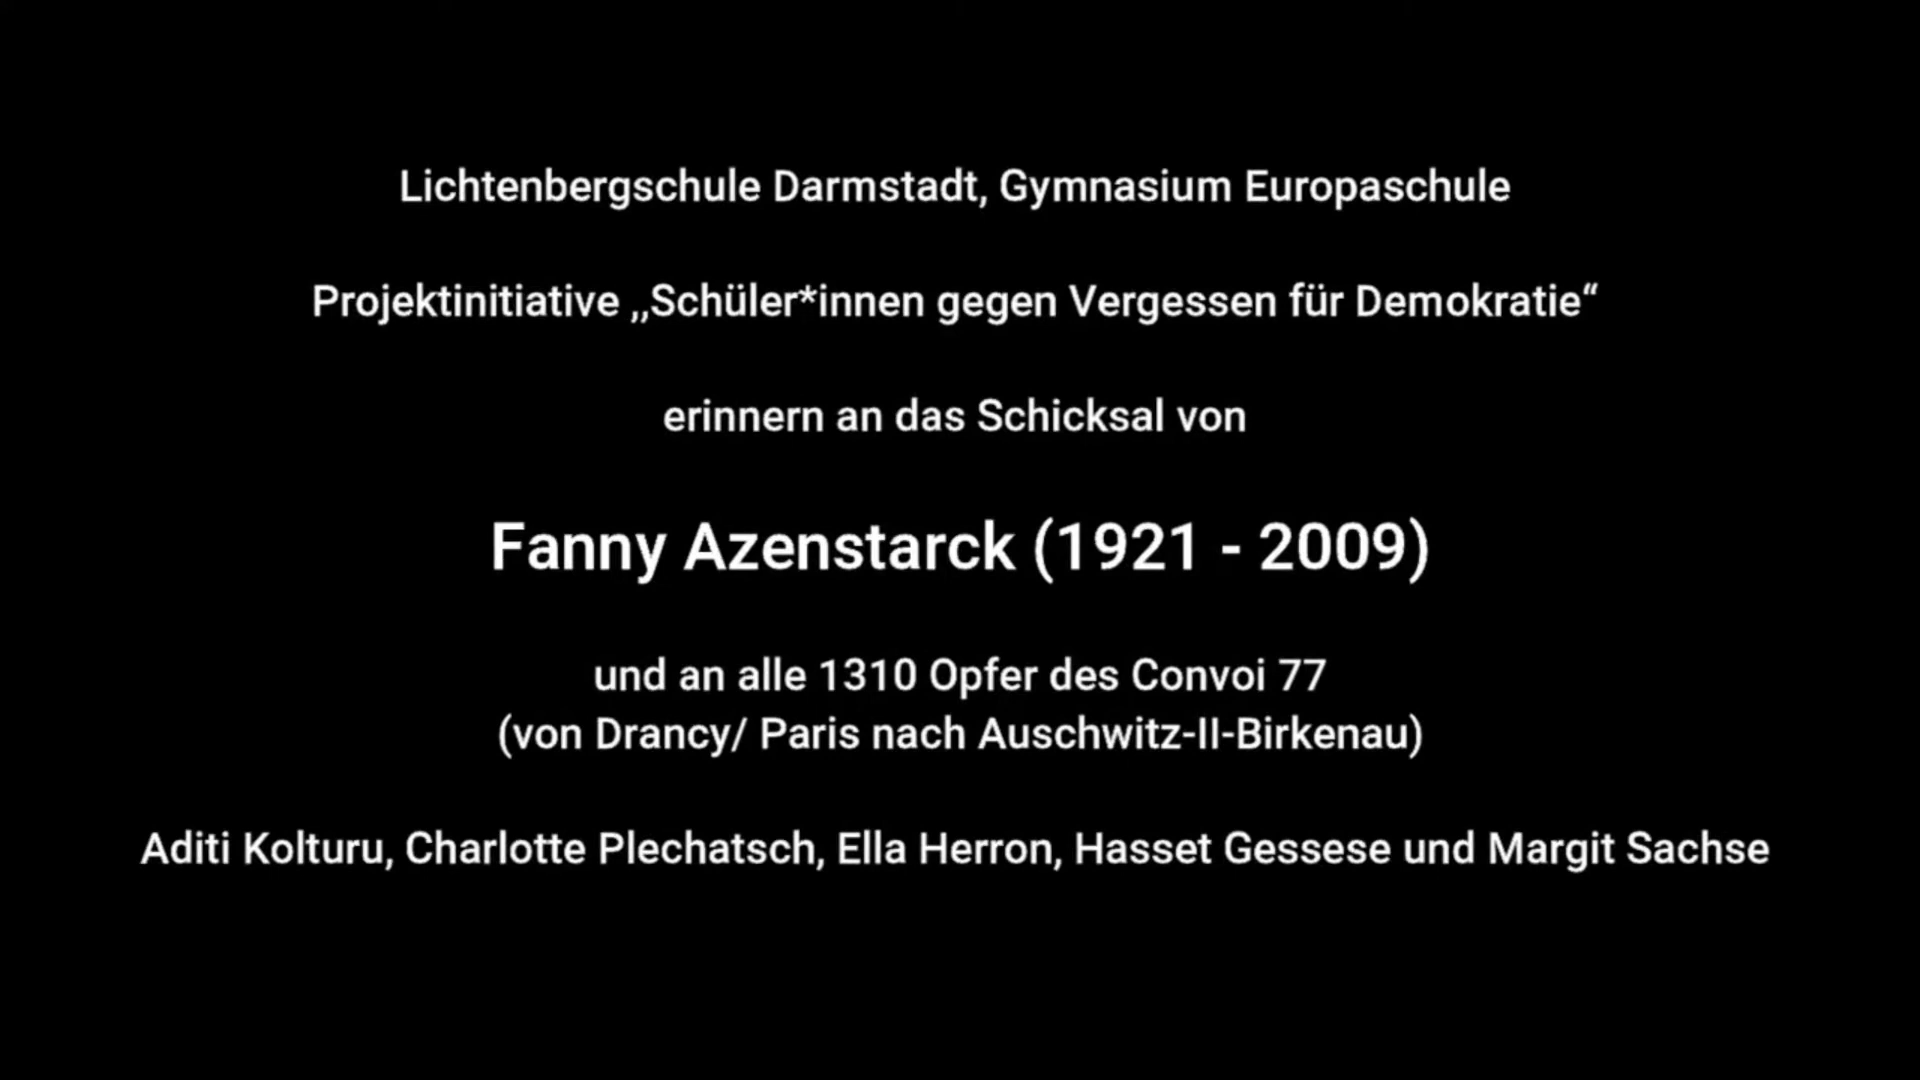 Lichtenbergschule Darmstadt, Gymnasium Europaschule
Projektinitiative ,,Schüler*innen gegen Vergessen für Demokratie“
erinnern an das Schicksal von
Fanny Azenstarck (1921 - 2009)
und an alle 1310 Opfer des Convoi 77
(von Drancy/ Paris nach Auschwitz-II-Birkenau)
Aditi Kolturu, Charlotte Plechatsch, Ella Herron, Hasset Gessese und Margit Sachse